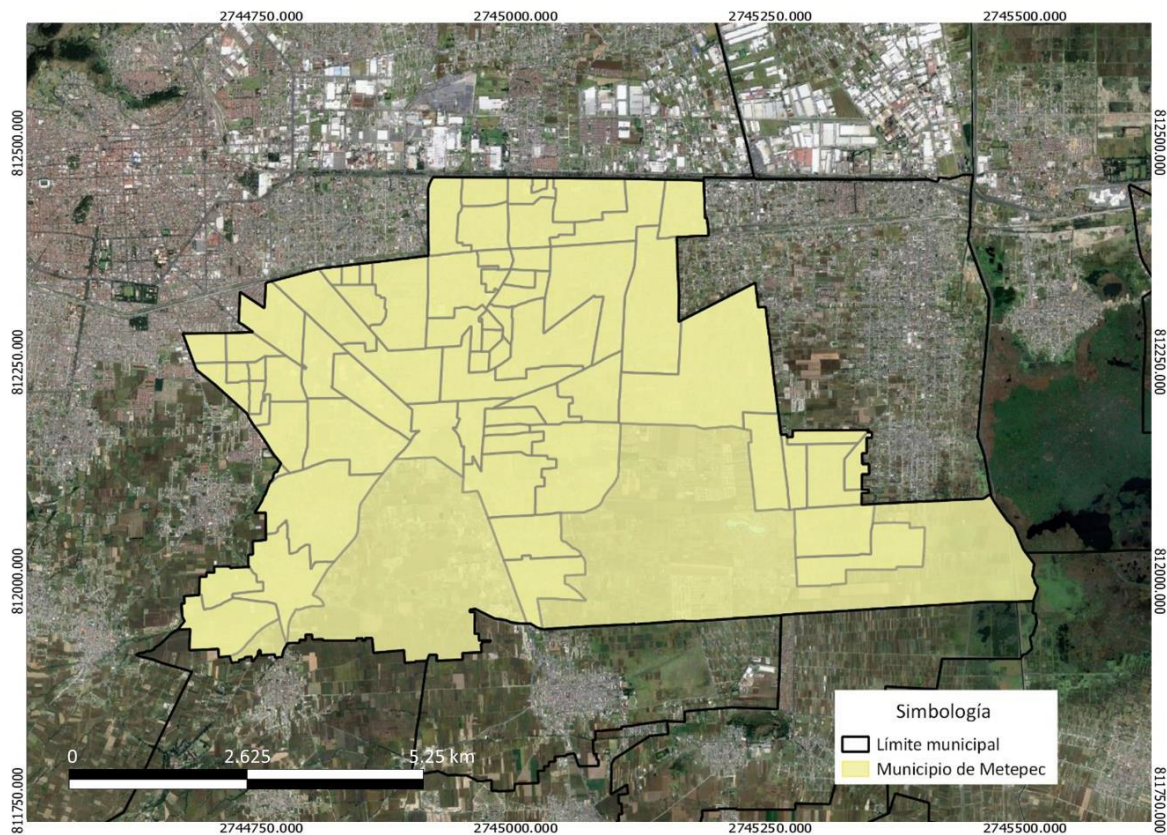 2744750.000 2745000.000 2745250.000 2745500.000
812500.000 812500.000
812250.000 812250.000
812000.000 812000.000
Simbología
Límite municipal
Municipio de Metepec
0 2.625 5.25 km
811750.000 811750.000
2744750.000 2745000.000 2745250.000 2745500.000